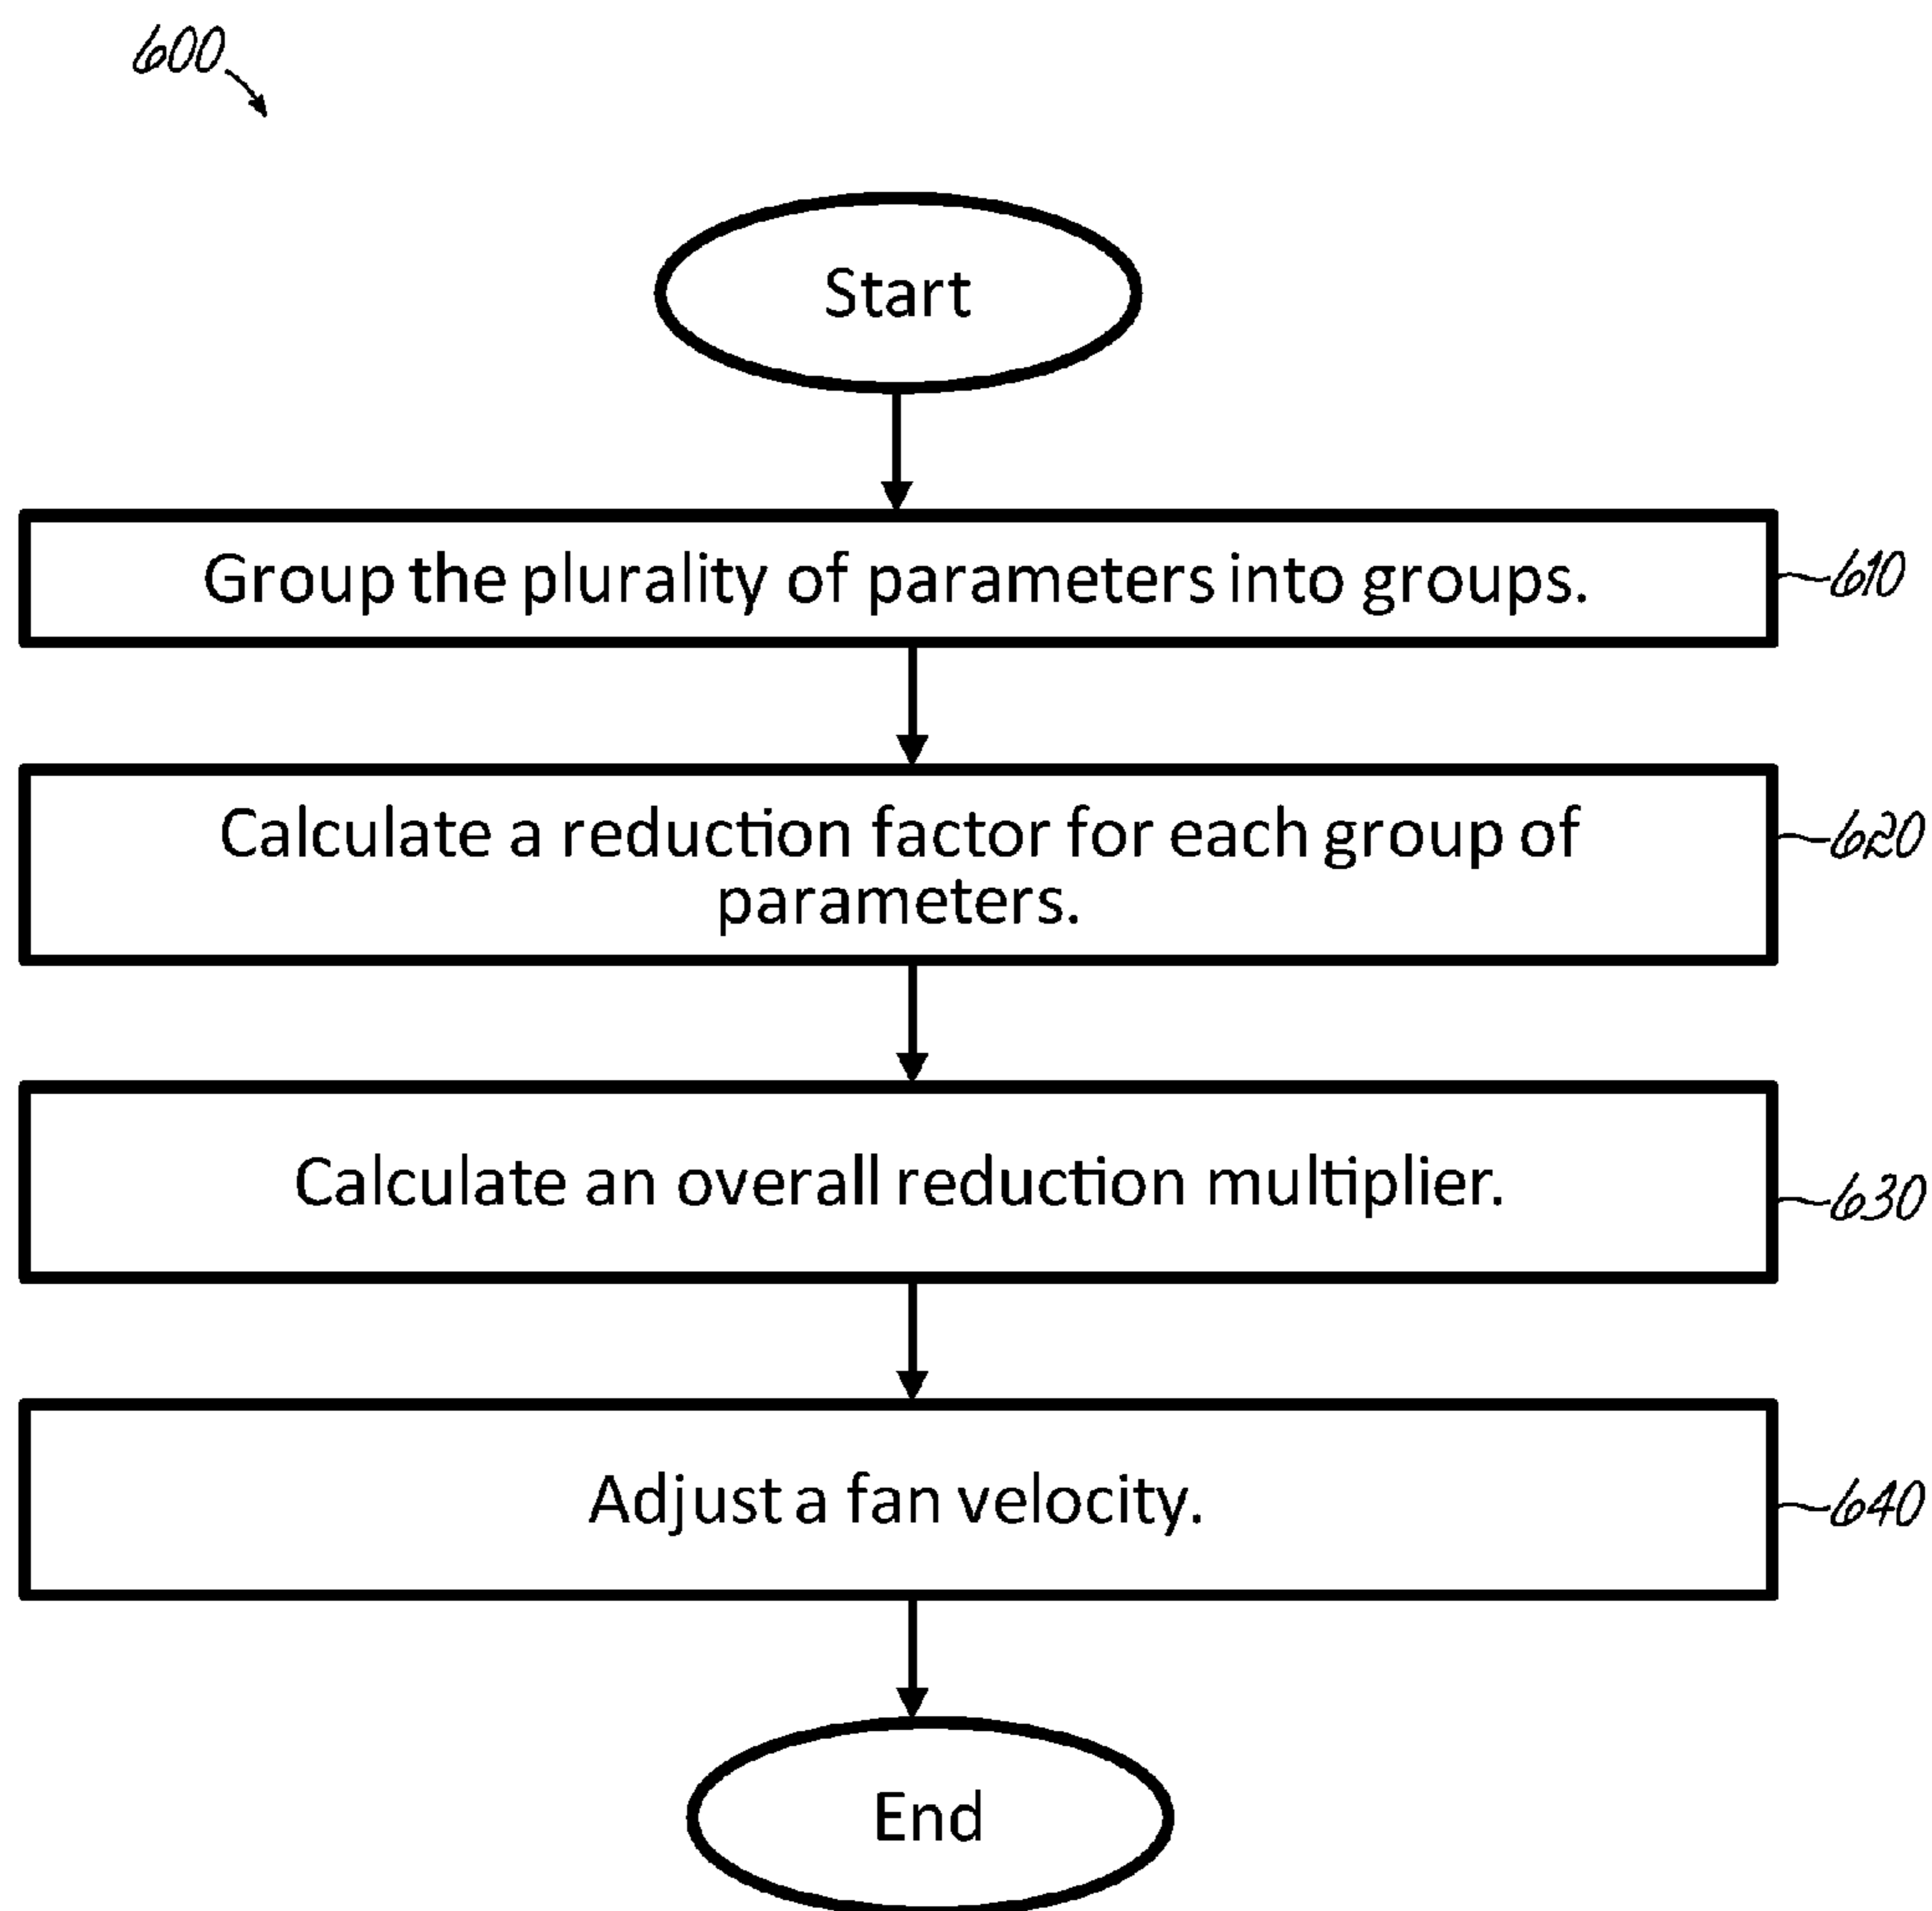 600
Start
Group the plurality of parameters into groups.
610
Calculate a reduction factor for each group of
parameters.
620
Calculate an overall reduction multiplier.
630
Adjust a fan velocity.
640
End